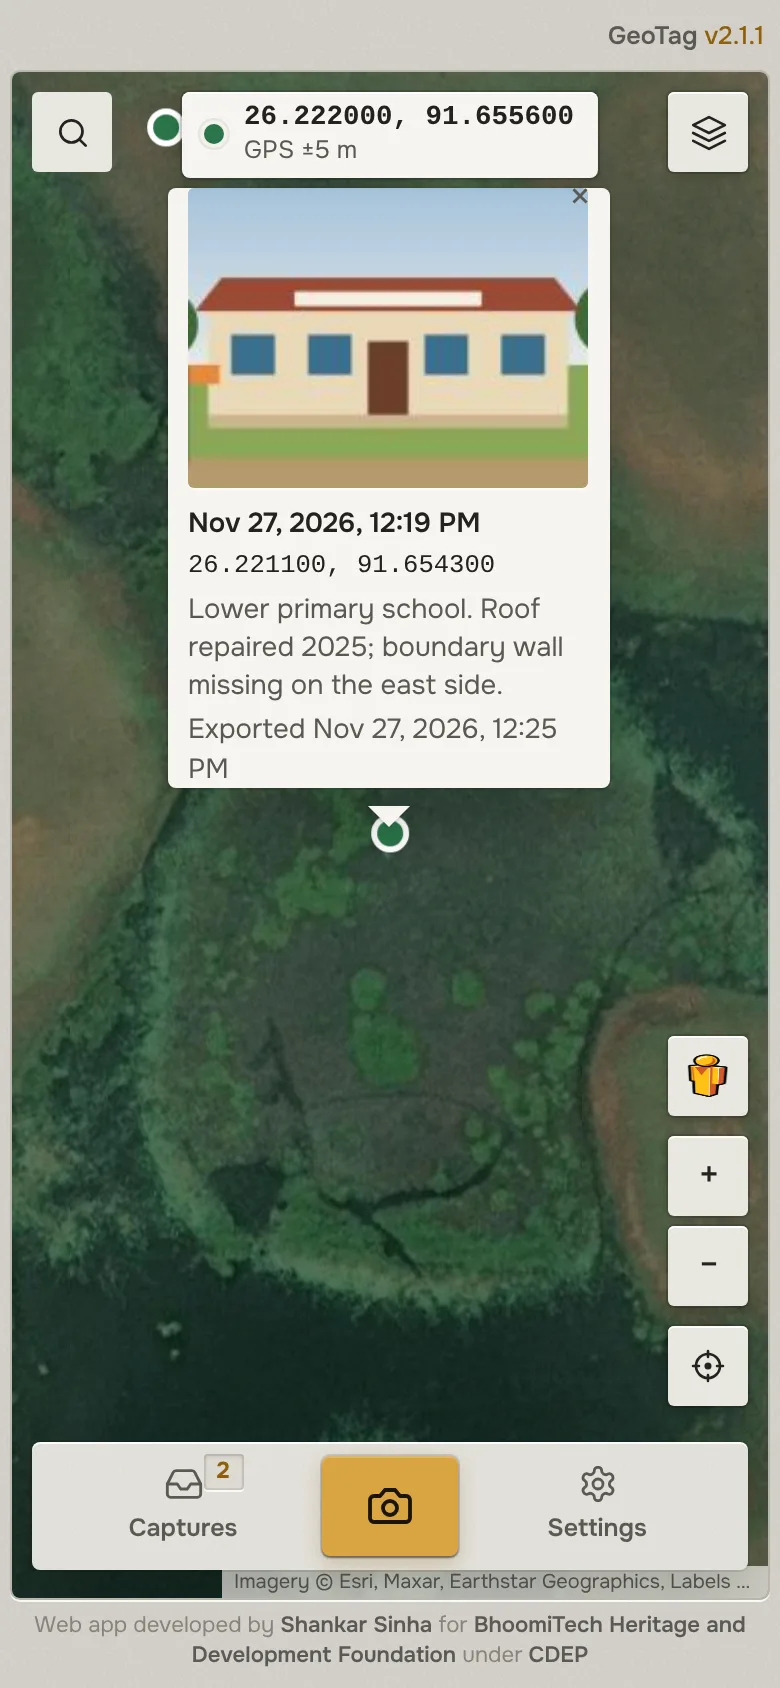 GeoTag v2.1.1
26.222000, 91.655600
GPS ±5 m
×
Nov 27, 2026, 12:19 PM
26.221100, 91.654300
Lower primary school. Roof
repaired 2025; boundary wall
missing on the east side.
Exported Nov 27, 2026, 12:25
PM
+
−
2
Captures
Settings
Imagery © Esri, Maxar, Earthstar Geographics, Labels ...
Web app developed by Shankar Sinha for BhoomiTech Heritage and
Development Foundation under CDEP